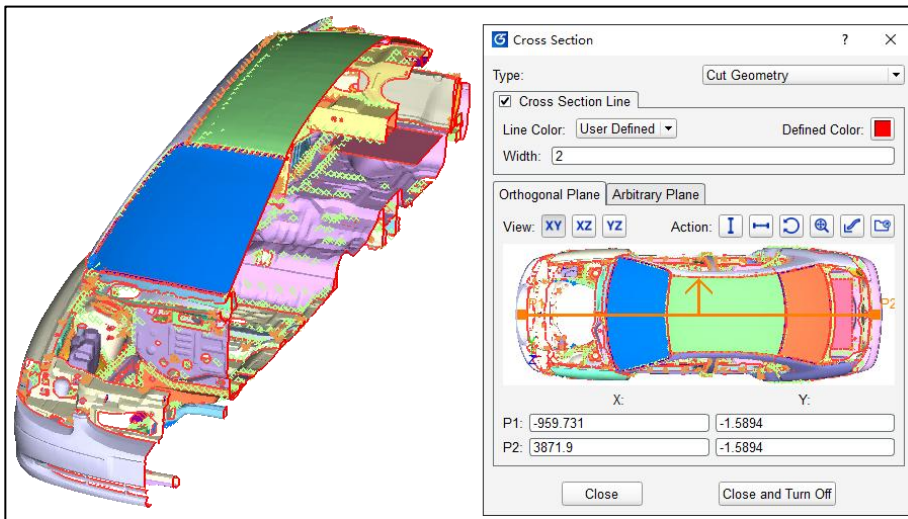 Cross Section
Type: Cut Geometry
Cross Section Line
Line Color: User Defined Defined Color:
Width: 2
Orthogonal Plane Arbitrary Plane
View: XY XZ YZ Action:
P1 P2
X: Y:
P1: -959.731 -1.5894
P2: 3871.9 -1.5894
Close Close and Turn Off